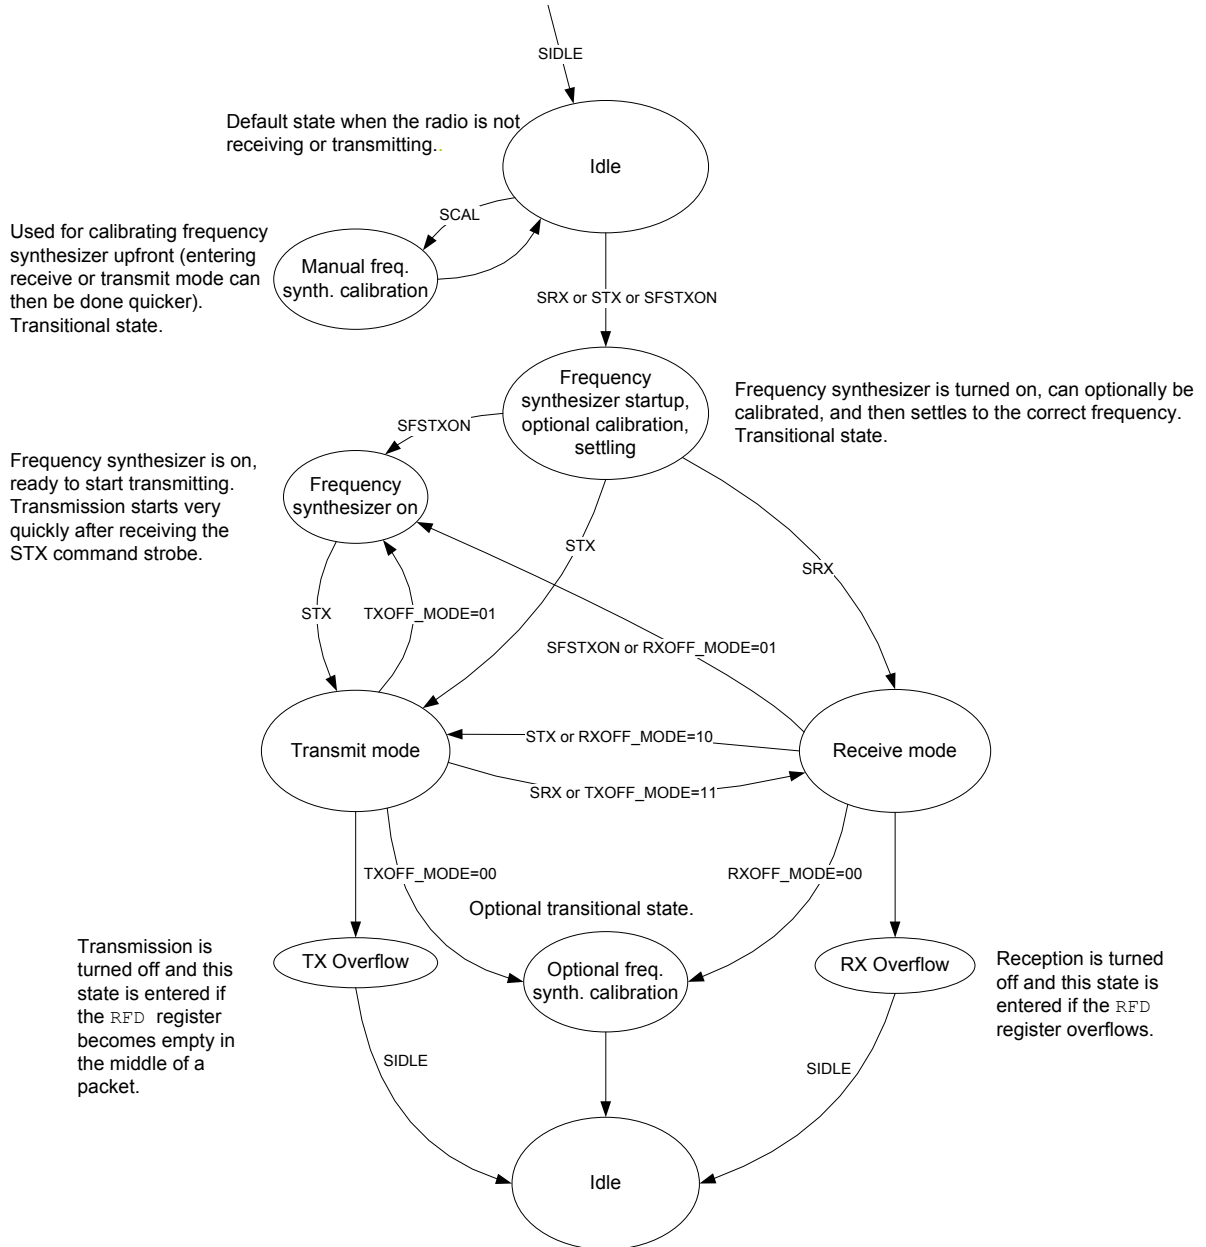 SIDLE
Default state when the radio is not
receiving or transmitting..
Idle
SCAL
Used for calibrating frequency
synthesizer upfront (entering
receive or transmit mode can
then be done quicker).
Transitional state.
Manual freq.
synth. calibration
SRX or STX or SFSTXON
Frequency
synthesizer startup,
optional calibration,
settling
Frequency synthesizer is turned on, can optionally be
calibrated, and then settles to the correct frequency.
Transitional state.
SFSTXON
Frequency synthesizer is on,
ready to start transmitting.
Transmission starts very
quickly after receiving the
STX command strobe.
Frequency
synthesizer on
STX
SRX
STX
TXOFF_MODE=01
SFSTXON or RXOFF_MODE=01
Transmit mode
STX or RXOFF_MODE=10
Receive mode
SRX or TXOFF_MODE=11
TXOFF_MODE=00
RXOFF_MODE=00
Optional transitional state.
Transmission is
turned off and this
state is entered if
the RFD register
becomes empty in
the middle of a
packet.
TX Overflow
Optional freq.
synth. calibration
RX Overflow
Reception is turned
off and this state is
entered if the RFD
register overflows.
SIDLE
SIDLE
Idle